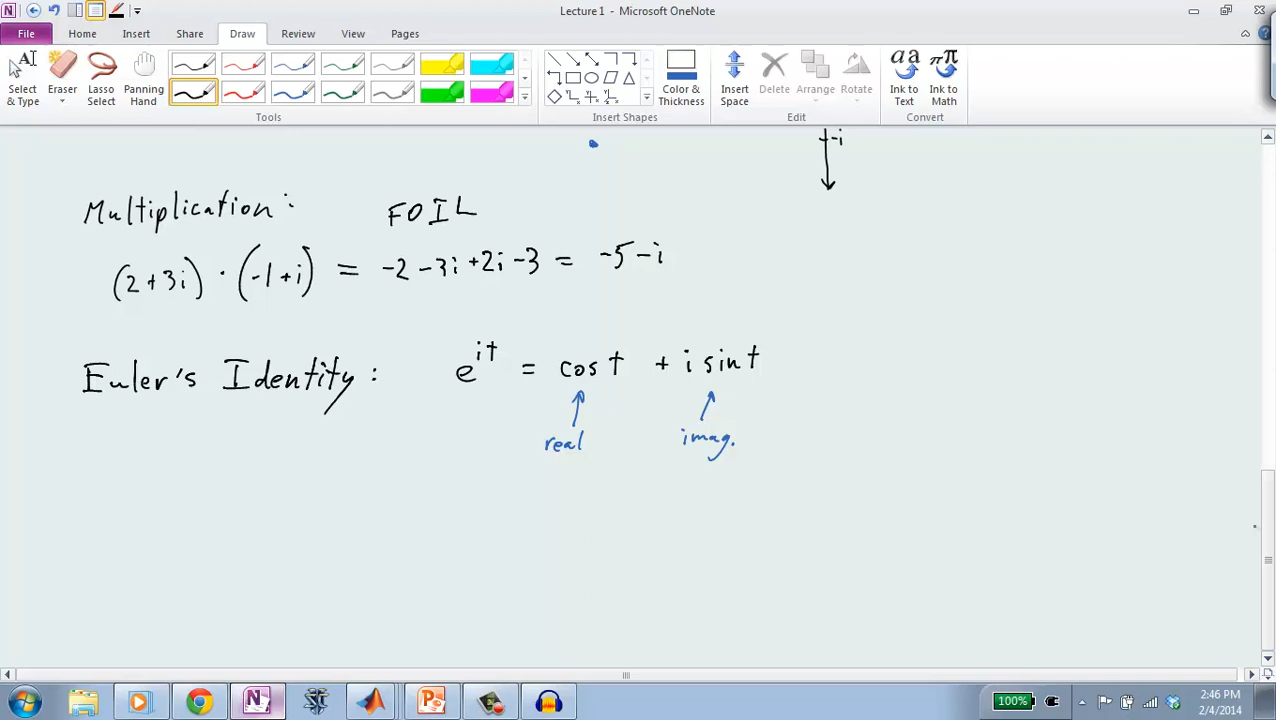 Lecture1 - Microsoft OneNote
File Home Insert Share Draw Review View Pages
Select & Type
Eraser
Lasso Select
Panning Hand
Color & Thickness
Insert Space
Delete
Arrange
Rotate
Ink to Text
Ink to Math
Tools
Insert Shapes
Edit
Convert
-i
Multiplication: FOIL
(2+3i) · (-1+i) = -2 -3i +2i -3 = -5 -i
Euler's Identity: e^{it} = cos t + i sin t
real imag.
100%
2:46 PM
2/4/2014